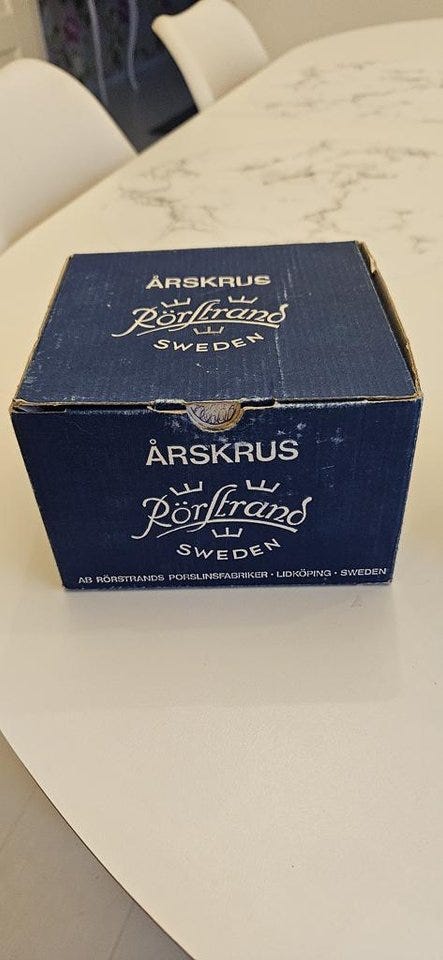 ÅRSKRUS
Rörstrand
SWEDEN
ÅRSKRUS
Rörstrand
SWEDEN
AB RÖRSTRANDS PORSLINSFABRIKER · LIDKÖPING · SWEDEN